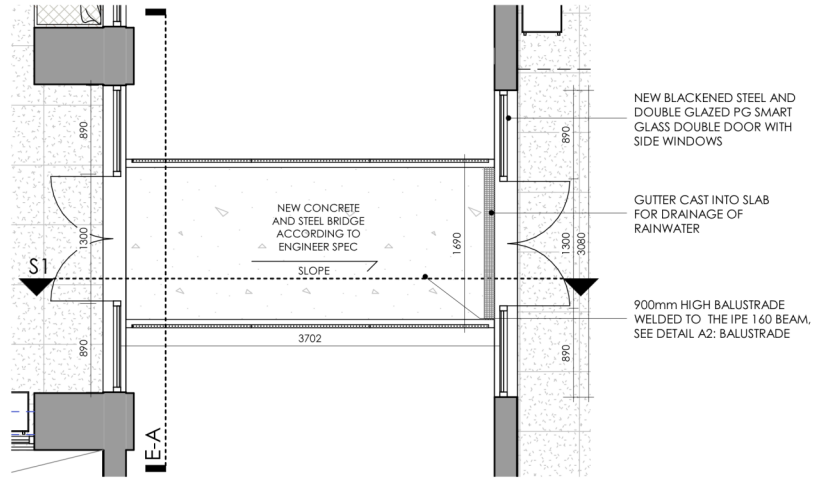 NEW BLACKENED STEEL AND
DOUBLE GLAZED PG SMART
GLASS DOUBLE DOOR WITH
SIDE WINDOWS
890
890
NEW CONCRETE
AND STEEL BRIDGE
ACCORDING TO
ENGINEER SPEC
SLOPE
1300
1690
1300
3080
GUTTER CAST INTO SLAB
FOR DRAINAGE OF
RAINWATER
S1
900mm HIGH BALUSTRADE
WELDED TO THE IPE 160 BEAM,
SEE DETAIL A2: BALUSTRADE
3702
890
890
E-A